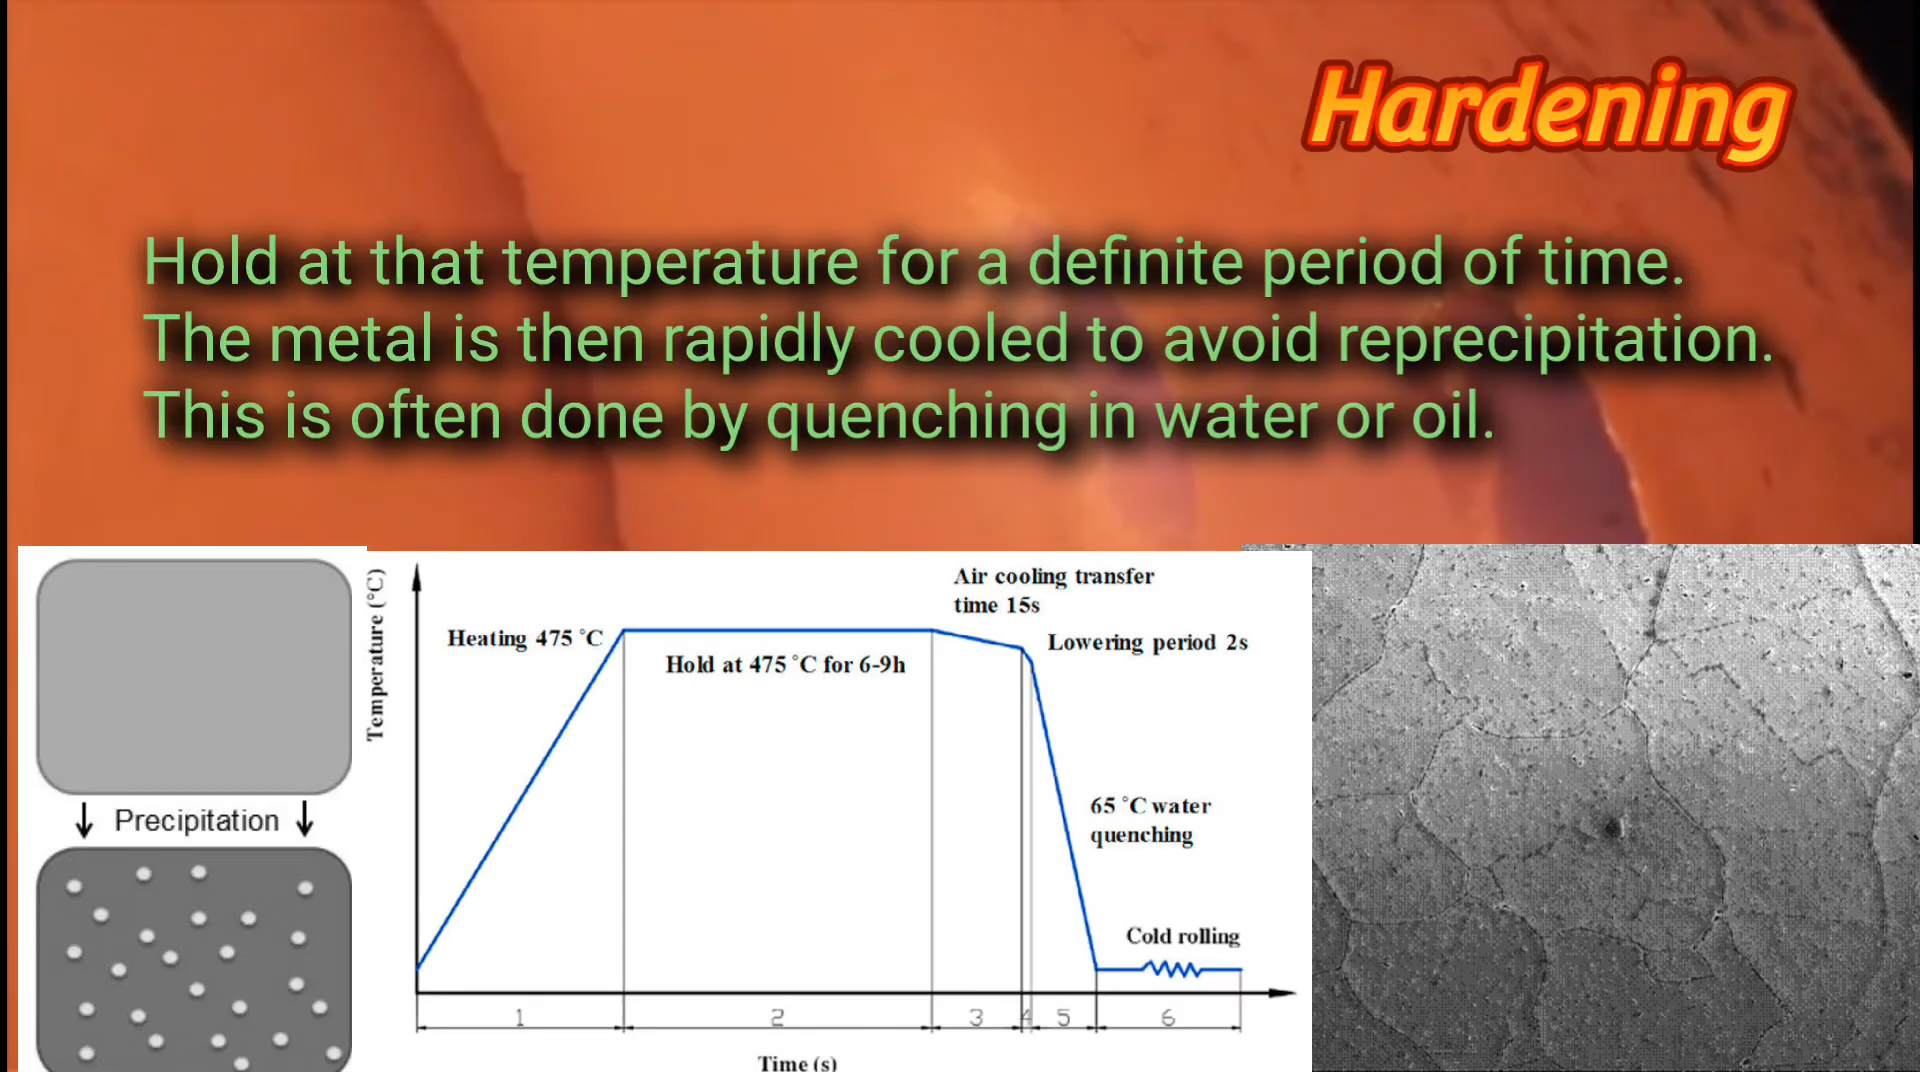 Hardening
Hold at that temperature for a definite period of time.
The metal is then rapidly cooled to avoid reprecipitation.
This is often done by quenching in water or oil.
Precipitation
Temperature (°C)
Heating 475 °C
Hold at 475 °C for 6-9h
Air cooling transfer
time 15s
Lowering period 2s
65 °C water
quenching
Cold rolling
1 2 3 4 5 6
Time (s)